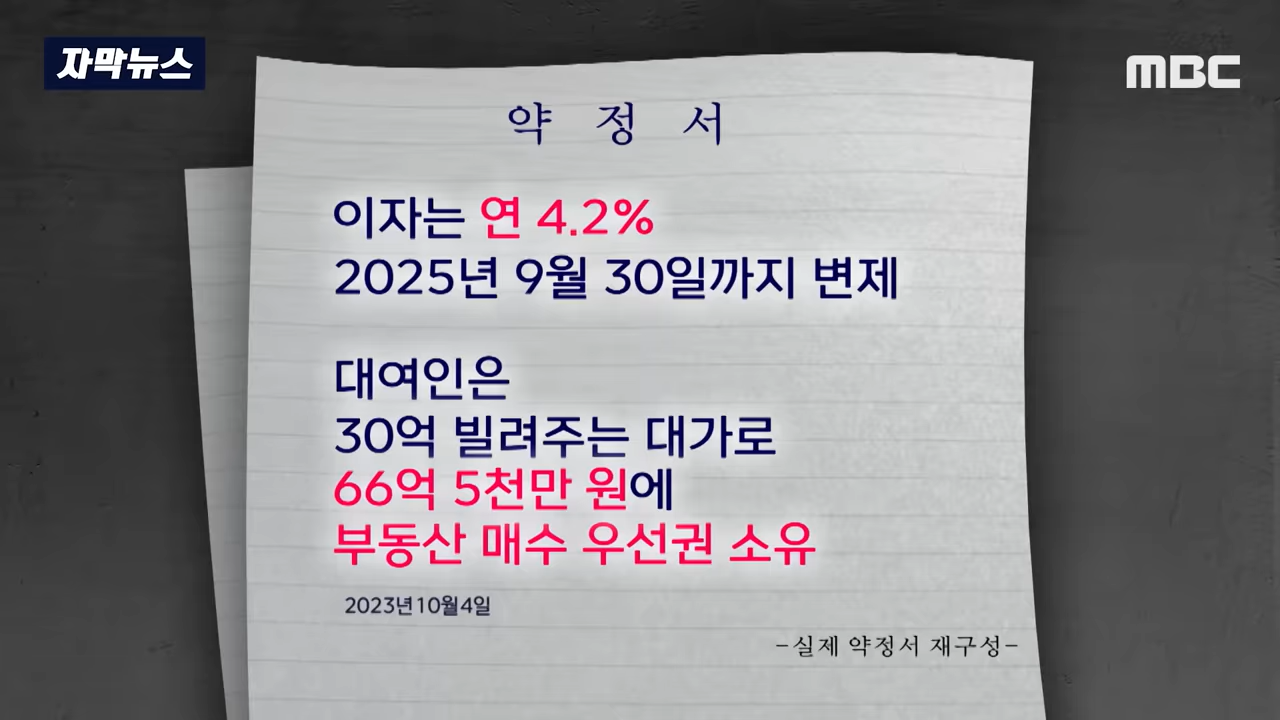 자막뉴스
MBC
약 정 서
이자는 연 4.2%
2025년 9월 30일까지 변제
대여인은
30억 빌려주는 대가로
66억 5천만 원에
부동산 매수 우선권 소유
2023년10월4일
-실제 약정서 재구성-